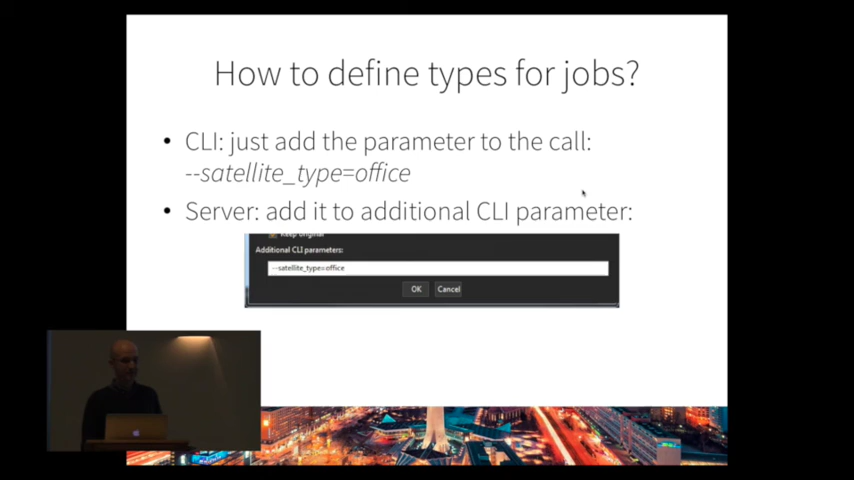 How to define types for jobs?
• CLI: just add the parameter to the call:
--satellite_type=office
• Server: add it to additional CLI parameter:
Keep original
Additional CLI parameters:
--satellite_type=office
OK Cancel